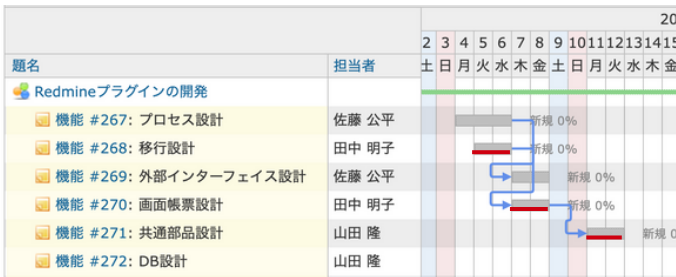 20
2 3 4 5 6 7 8 9 10 11 12 13 14 15
題名 担当者 土 日 月 火 水 木 金 土 日 月 火 水 木 金
Redmineプラグインの開発
機能 #267: プロセス設計 佐藤 公平 新規 0%
機能 #268: 移行設計 田中 明子 新規 0%
機能 #269: 外部インターフェイス設計 佐藤 公平 新規 0%
機能 #270: 画面帳票設計 田中 明子 新規 0%
機能 #271: 共通部品設計 山田 隆 新規 0
機能 #272: DB設計 山田 隆